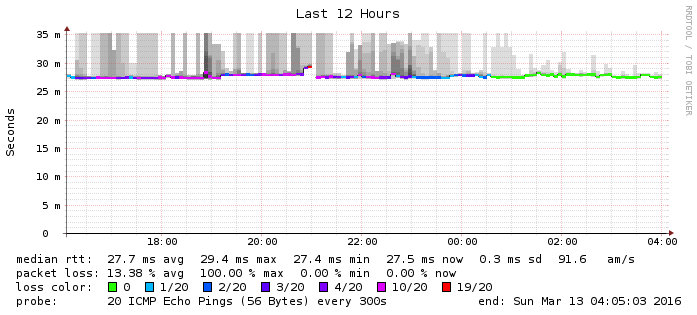 Last 12 Hours
RRDTOOL / TOBI OETIKER
Seconds
35 m
30 m
25 m
20 m
15 m
10 m
5 m
0
18:00 20:00 22:00 00:00 02:00 04:00
median rtt: 27.7 ms avg 29.4 ms max 27.4 ms min 27.5 ms now 0.3 ms sd 91.6 am/s
packet loss: 13.38 % avg 100.00 % max 0.00 % min 0.00 % now
loss color: 0 1/20 2/20 3/20 4/20 10/20 19/20
probe: 20 ICMP Echo Pings (56 Bytes) every 300s end: Sun Mar 13 04:05:03 2016